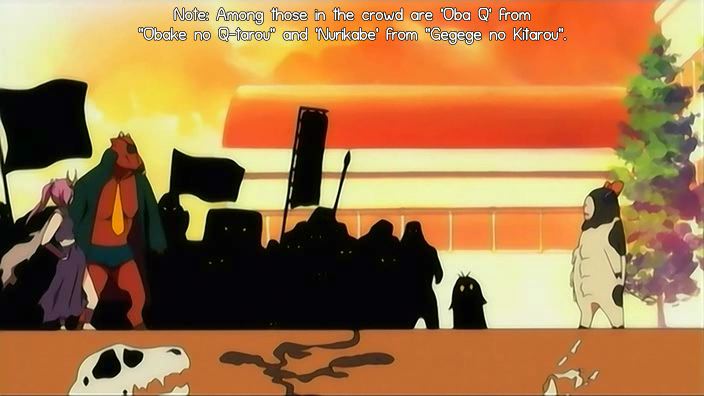 Note: Among those in the crowd are 'Oba Q' from
"Obake no Q-tarou" and 'Nurikabe' from "Gegege no Kitarou".